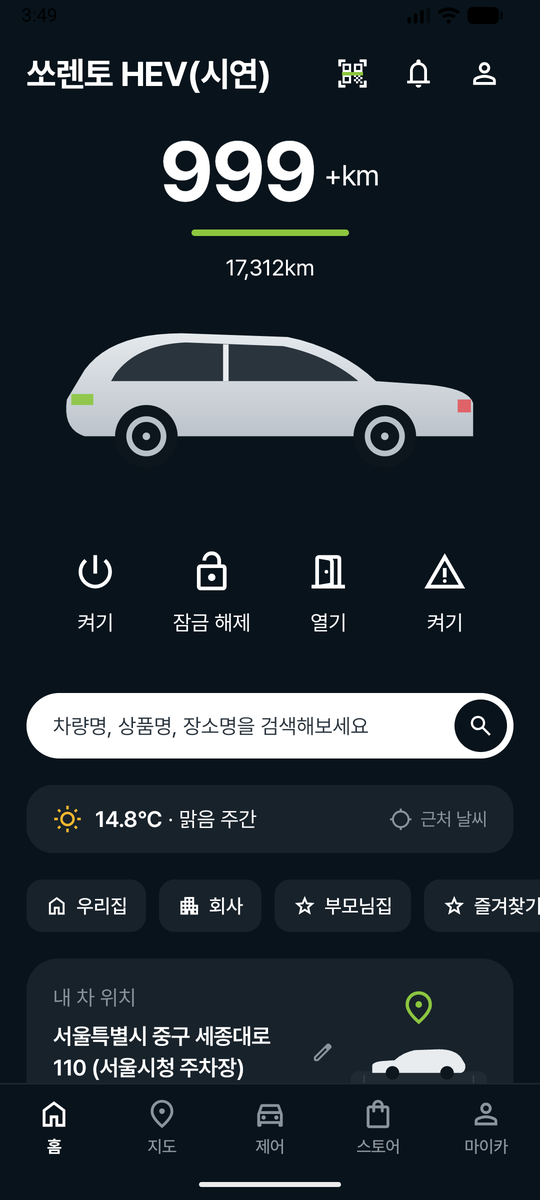 3:49
쏘렌토 HEV(시연)
999 +km
17,312km
켜기 잠금 해제 열기 켜기
차량명, 상품명, 장소명을 검색해보세요
14.8°C · 맑음 주간 근처 날씨
우리집 회사 부모님집 즐겨찾기
내 차 위치
서울특별시 중구 세종대로
110 (서울시청 주차장)
홈 지도 제어 스토어 마이카